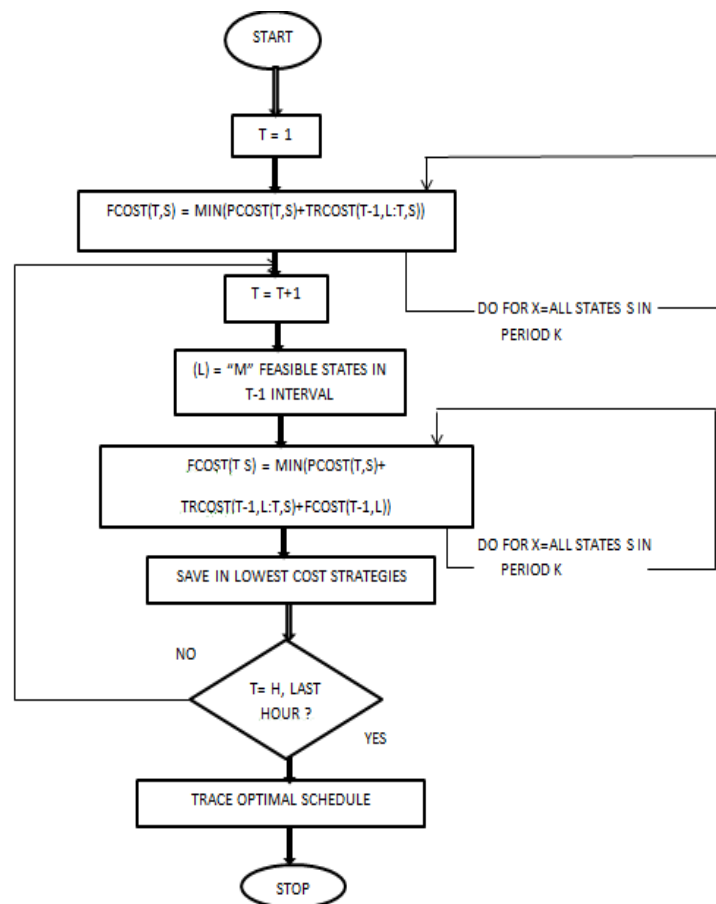 START
T = 1
FCOST(T,S) = MIN(PCOST(T,S)+TRCOST(T-1,L:T,S))
DO FOR X=ALL STATES S IN
PERIOD K
T = T+1
(L) = “M” FEASIBLE STATES IN
T-1 INTERVAL
FCOST(T S) = MIN(PCOST(T,S)+
TRCOST(T-1,L:T,S)+FCOST(T-1,L))
DO FOR X=ALL STATES S IN
PERIOD K
SAVE IN LOWEST COST STRATEGIES
NO
T= H, LAST
HOUR ?
YES
TRACE OPTIMAL SCHEDULE
STOP